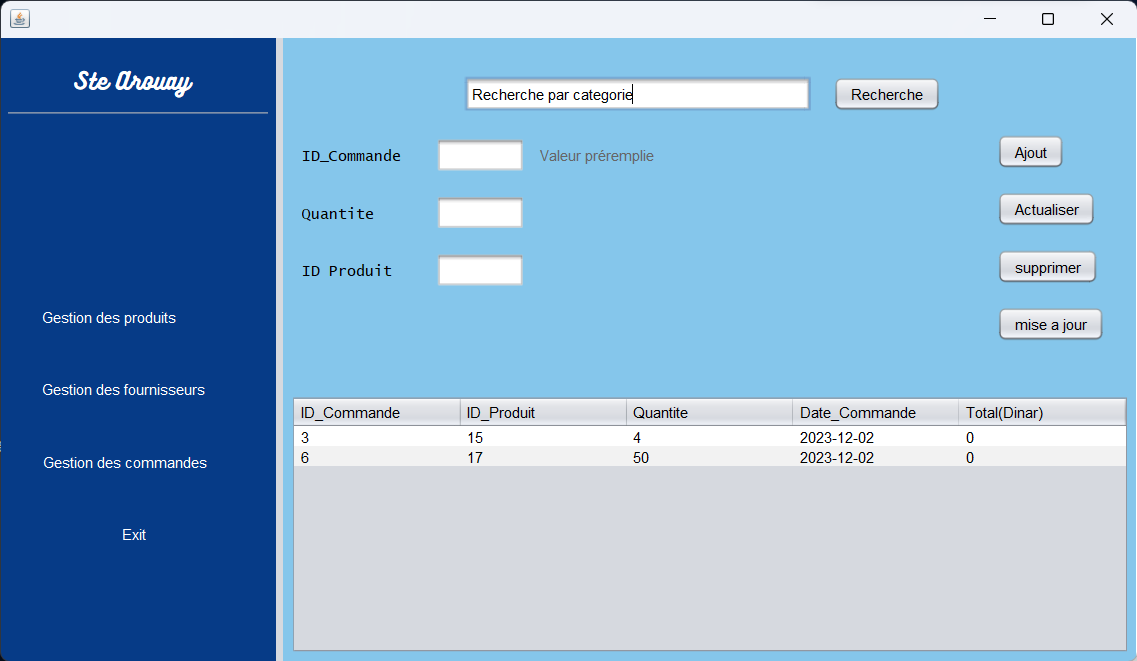 Ste Arouay
Recherche par categorie
Recherche
ID_Commande
Valeur préremplie
Ajout
Quantite
Actualiser
ID Produit
supprimer
mise a jour
Gestion des produits
Gestion des fournisseurs
Gestion des commandes
Exit
ID_Commande ID_Produit Quantite Date_Commande Total(Dinar)
3 15 4 2023-12-02 0
6 17 50 2023-12-02 0